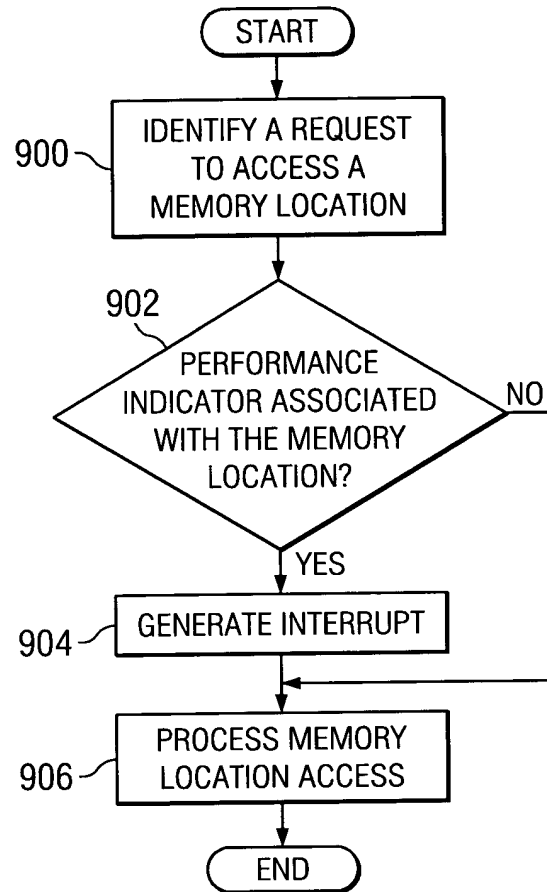 START
900
IDENTIFY A REQUEST
TO ACCESS A
MEMORY LOCATION
902
PERFORMANCE
INDICATOR ASSOCIATED
WITH THE MEMORY
LOCATION?
NO
YES
904
GENERATE INTERRUPT
906
PROCESS MEMORY
LOCATION ACCESS
END